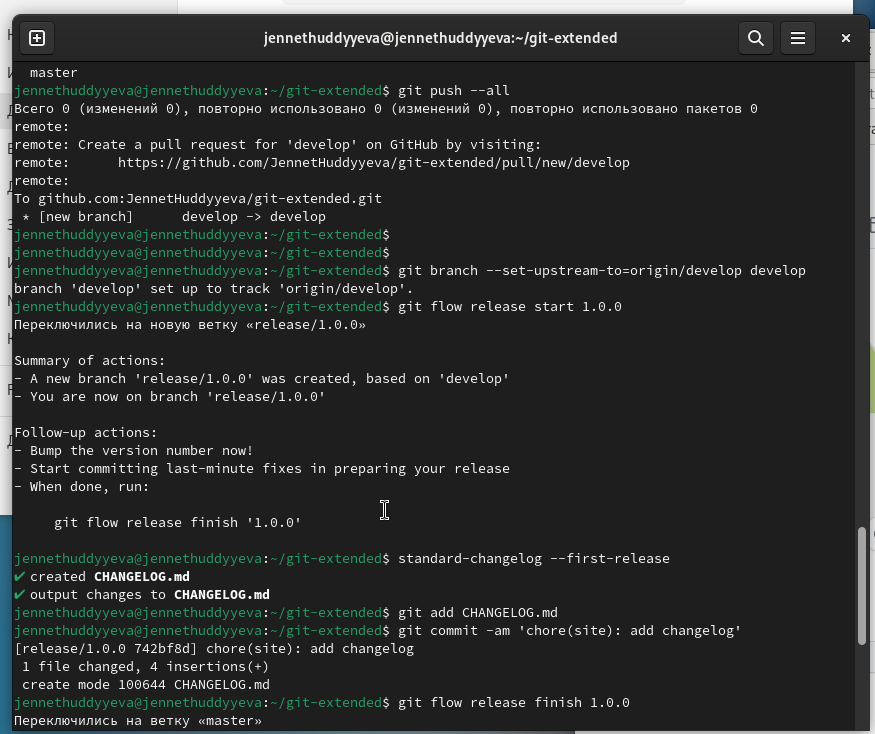 jennethuddyyeva@jennethuddyyeva:~/git-extended
master
jennethuddyyeva@jennethuddyyeva:~/git-extended$ git push --all
Всего 0 (изменений 0), повторно использовано 0 (изменений 0), повторно использовано пакетов 0
remote:
remote: Create a pull request for 'develop' on GitHub by visiting:
remote:      https://github.com/JennetHuddyyeva/git-extended/pull/new/develop
remote:
To github.com:JennetHuddyyeva/git-extended.git
 * [new branch]      develop -> develop
jennethuddyyeva@jennethuddyyeva:~/git-extended$
jennethuddyyeva@jennethuddyyeva:~/git-extended$
jennethuddyyeva@jennethuddyyeva:~/git-extended$ git branch --set-upstream-to=origin/develop develop
branch 'develop' set up to track 'origin/develop'.
jennethuddyyeva@jennethuddyyeva:~/git-extended$ git flow release start 1.0.0
Переключились на новую ветку «release/1.0.0»
Summary of actions:
- A new branch 'release/1.0.0' was created, based on 'develop'
- You are now on branch 'release/1.0.0'
Follow-up actions:
- Bump the version number now!
- Start committing last-minute fixes in preparing your release
- When done, run:
     git flow release finish '1.0.0'
jennethuddyyeva@jennethuddyyeva:~/git-extended$ standard-changelog --first-release
✔ created CHANGELOG.md
✔ output changes to CHANGELOG.md
jennethuddyyeva@jennethuddyyeva:~/git-extended$ git add CHANGELOG.md
jennethuddyyeva@jennethuddyyeva:~/git-extended$ git commit -am 'chore(site): add changelog'
[release/1.0.0 742bf8d] chore(site): add changelog
 1 file changed, 4 insertions(+)
 create mode 100644 CHANGELOG.md
jennethuddyyeva@jennethuddyyeva:~/git-extended$ git flow release finish 1.0.0
Переключились на ветку «master»